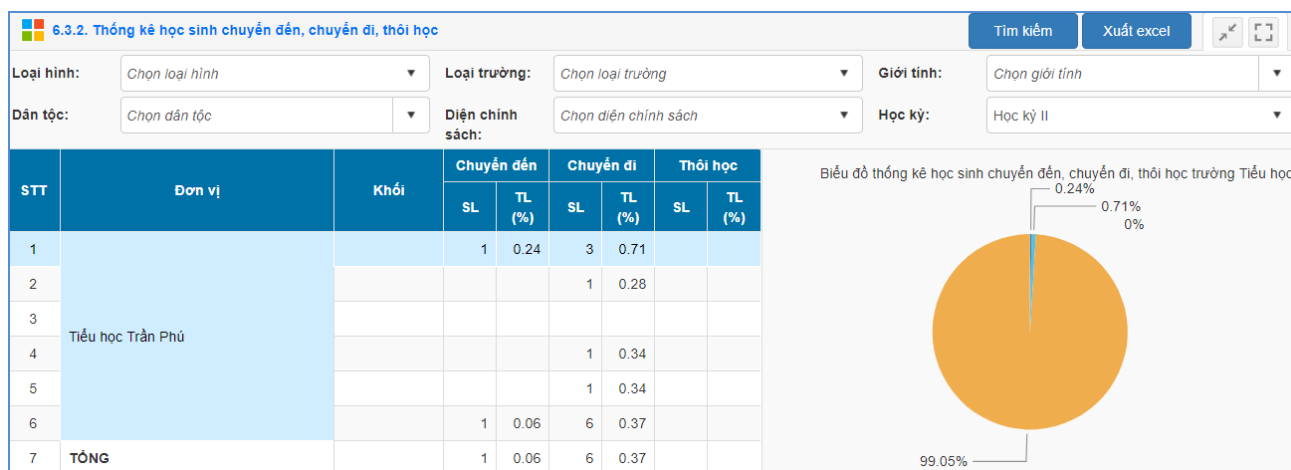 6.3.2. Thống kê học sinh chuyển đến, chuyển đi, thôi học
Tìm kiếm
Xuất excel
Loại hình:
Chọn loại hình
Loại trường:
Chọn loại trường
Giới tính:
Chọn giới tính
Dân tộc:
Chọn dân tộc
Diện chính
sách:
Chọn diện chính sách
Học kỳ:
Học kỳ II
STT Đơn vị Khối Chuyển đến Chuyển đi Thôi học
SL TL (%) SL TL (%) SL TL (%)
1 1 0.24 3 0.71
2 1 0.28
3
Tiểu học Trần Phú
4 1 0.34
5 1 0.34
6 1 0.06 6 0.37
7 TỔNG 1 0.06 6 0.37
Biểu đồ thống kê học sinh chuyển đến, chuyển đi, thôi học trường Tiểu học
0.24%
0.71%
0%
99.05%